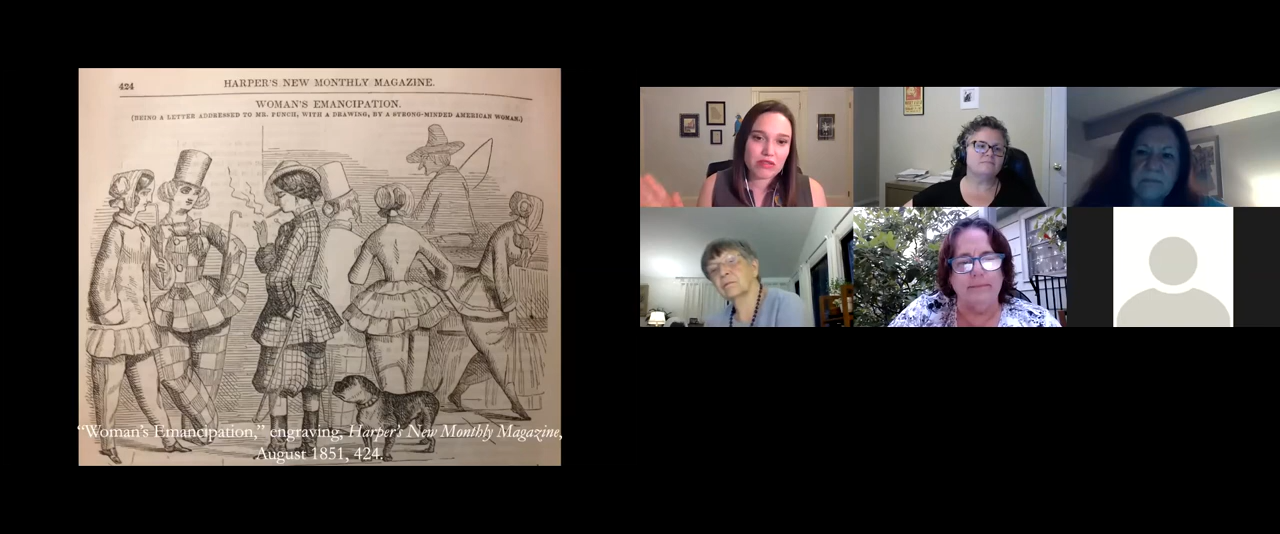 424 HARPER'S NEW MONTHLY MAGAZINE.
WOMAN'S EMANCIPATION.
(BEING A LETTER ADDRESSED TO MR. PUNCH, WITH A DRAWING, BY A STRONG-MINDED AMERICAN WOMAN.)
“Woman's Emancipation,” engraving, Harper's New Monthly Magazine,
August 1851, 424.